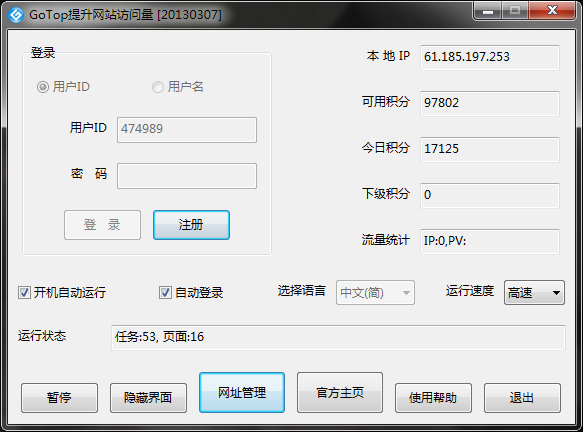 GoTop提升网站访问量 [20130307]
登录
用户ID 用户名
用户ID 474989
密 码
登 录 注册
本 地 IP 61.185.197.253
可用积分 97802
今日积分 17125
下级积分 0
流量统计 IP:0,PV:
开机自动运行 自动登录 选择语言 中文(简) 运行速度 高速
运行状态 任务:53, 页面:16
暂停 隐藏界面 网址管理 官方主页 使用帮助 退出